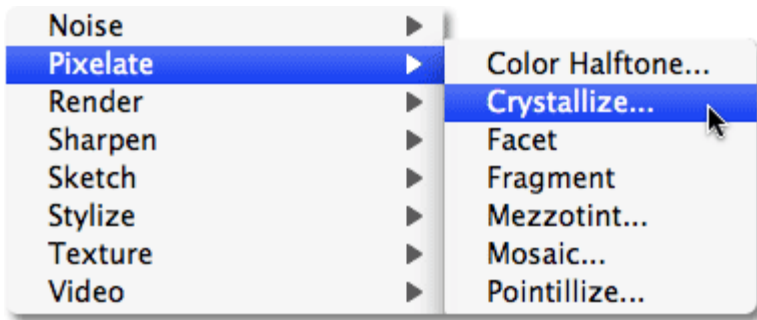 Noise
Pixelate
Render
Sharpen
Sketch
Stylize
Texture
Video
Color Halftone...
Crystallize...
Facet
Fragment
Mezzotint...
Mosaic...
Pointillize...